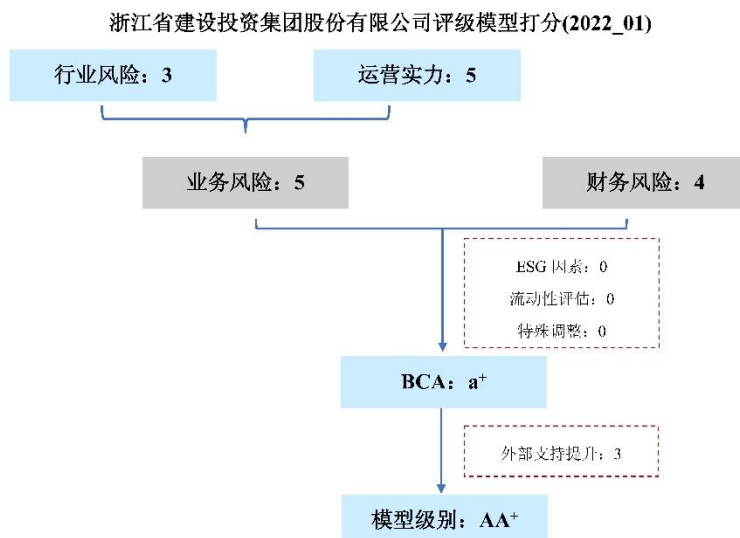 浙江省建设投资集团股份有限公司评级模型打分(2022_01)
行业风险：3
运营实力：5
业务风险：5
财务风险：4
ESG 因素：0
流动性评估：0
特殊调整：0
BCA：a⁺
外部支持提升：3
模型级别：AA⁺